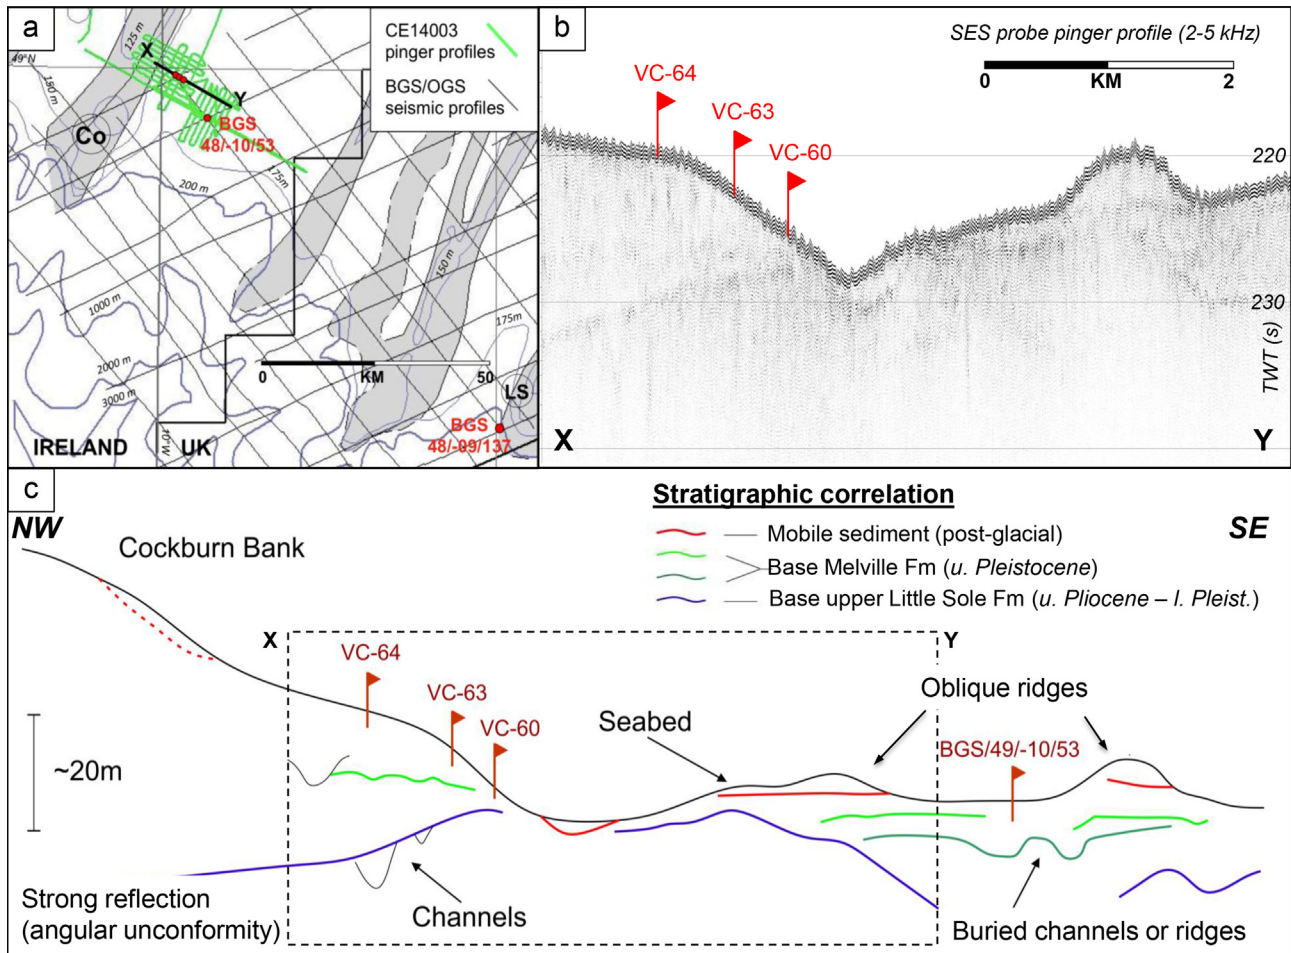 a
125 m
49°N
180 m
X
Y
Co
BGS
48/-10/53
175m
200 m
CE14003
pinger profiles
BGS/OGS
seismic profiles
150 m
1000 m
2000 m
3000 m
175m
0
KM
50
LS
BGS
48/-09/137
10°W
IRELAND
UK
b
SES probe pinger profile (2-5 kHz)
0
KM
2
VC-64
VC-63
VC-60
220
230
TWT (s)
X
Y
c
Stratigraphic correlation
NW
SE
Cockburn Bank
Mobile sediment (post-glacial)
Base Melville Fm (u. Pleistocene)
Base upper Little Sole Fm (u. Pliocene – l. Pleist.)
X
Y
VC-64
VC-63
VC-60
Oblique ridges
Seabed
BGS/49/-10/53
~20m
Strong reflection
(angular unconformity)
Channels
Buried channels or ridges